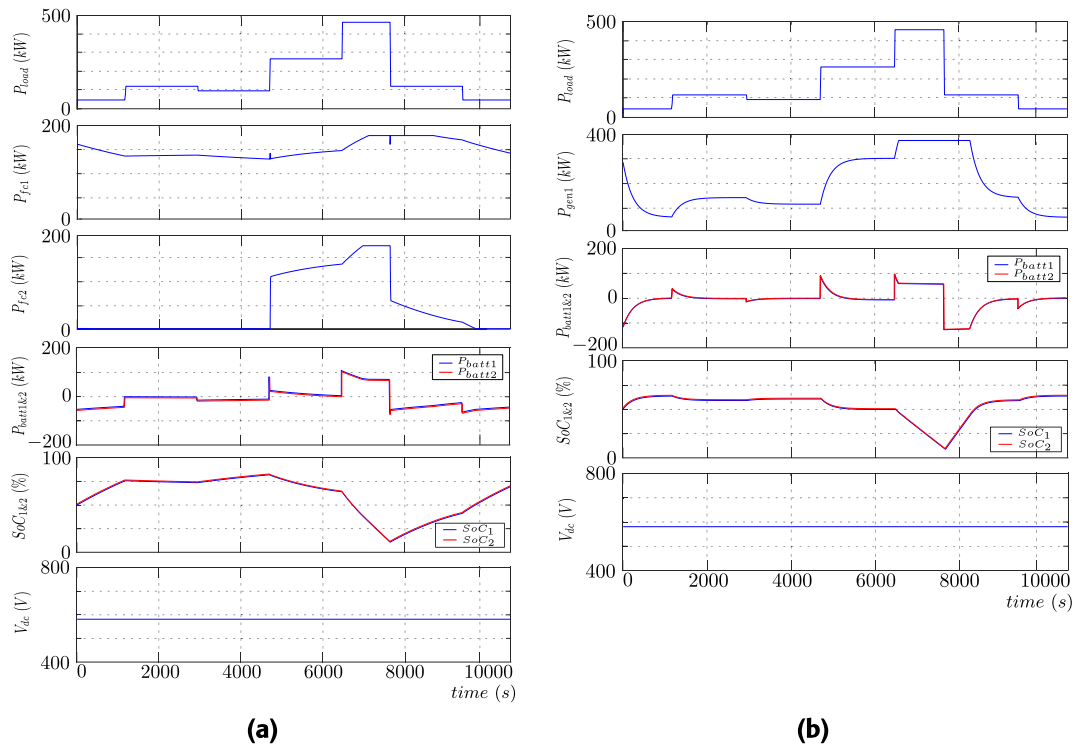 500
P_load (kW)
0
200
P_fc1 (kW)
0
200
P_fc2 (kW)
0
200
P_batt1&2 (kW)
0
−200
P_batt1
P_batt2
100
SoC_1&2 (%)
0
SoC_1
SoC_2
800
V_dc (V)
400
0 2000 4000 6000 8000 10000
time (s)
(a)
500
P_load (kW)
0
400
P_gen1 (kW)
0
200
P_batt1&2 (kW)
0
−200
P_batt1
P_batt2
100
SoC_1&2 (%)
0
SoC_1
SoC_2
800
V_dc (V)
400
0 2000 4000 6000 8000 10000
time (s)
(b)